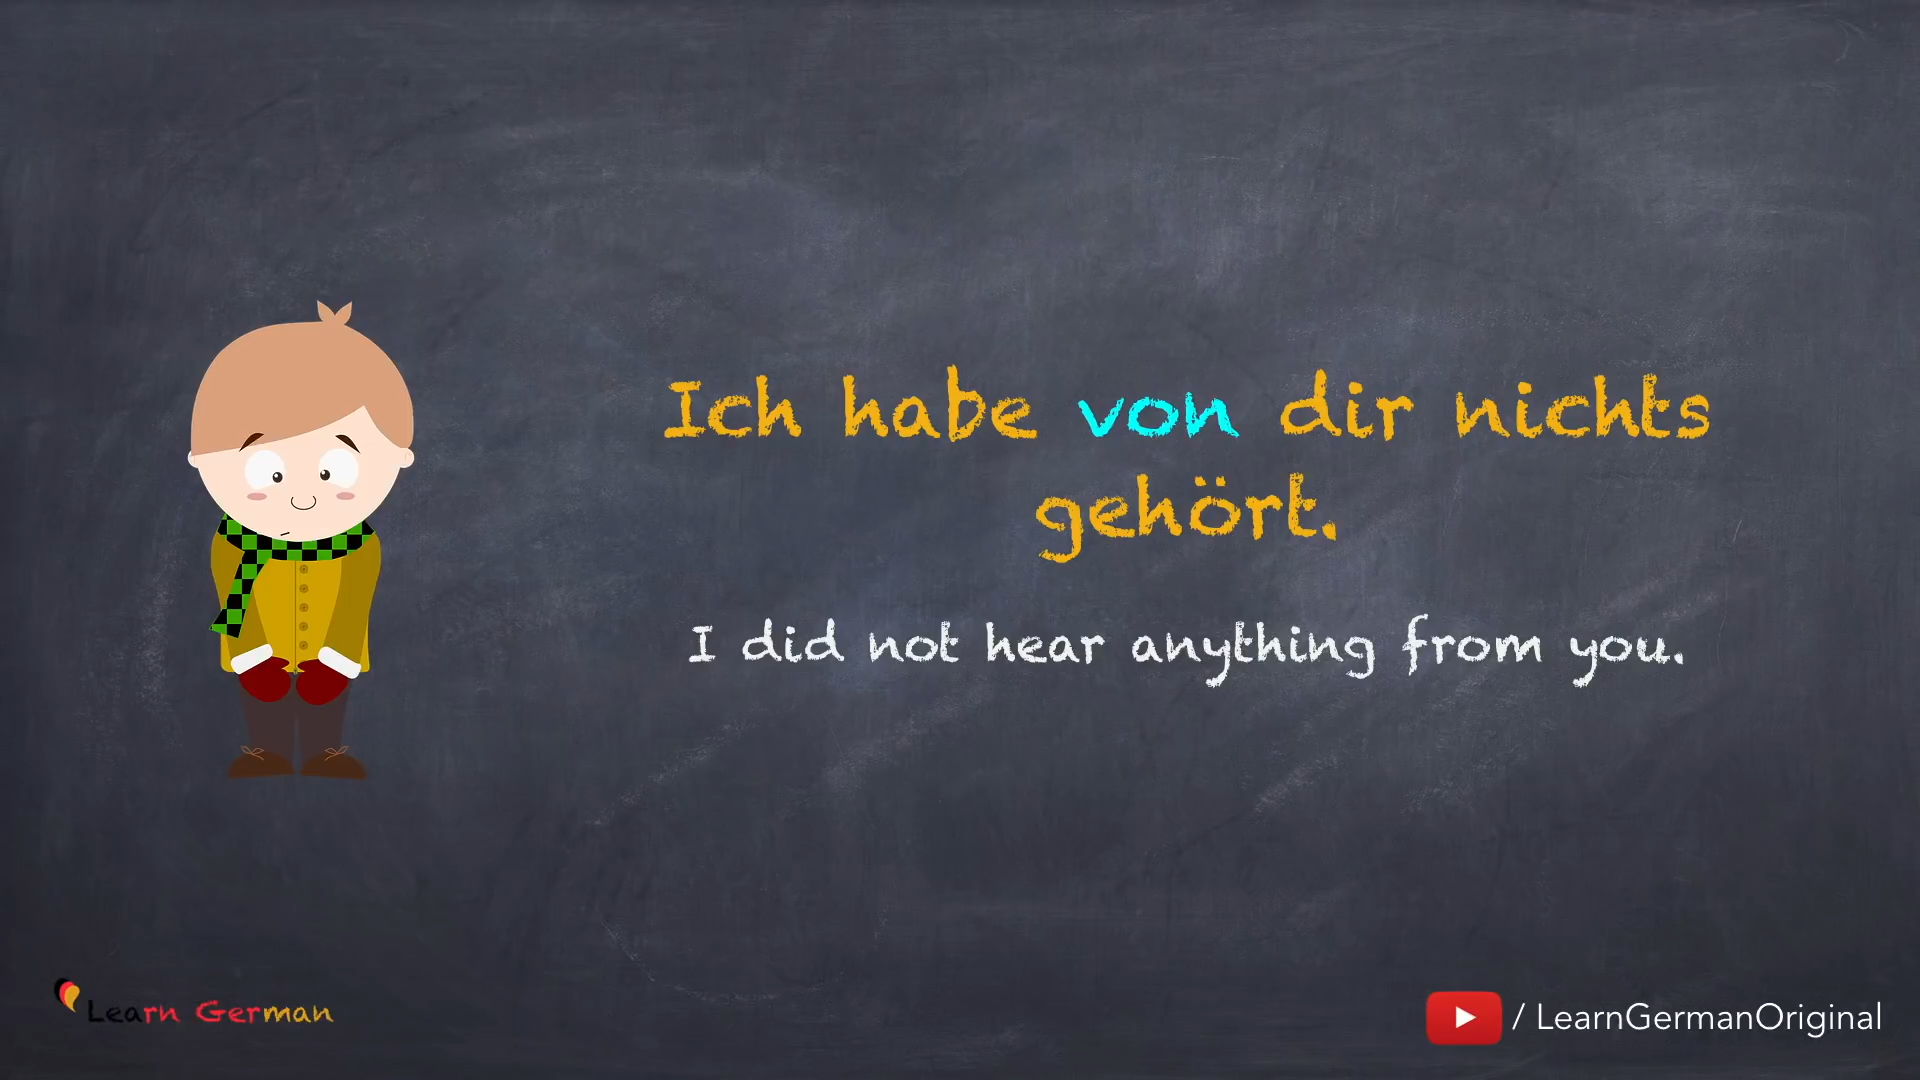 Ich habe von dir nichts
gehört.
I did not hear anything from you.
Learn German
/ LearnGermanOriginal